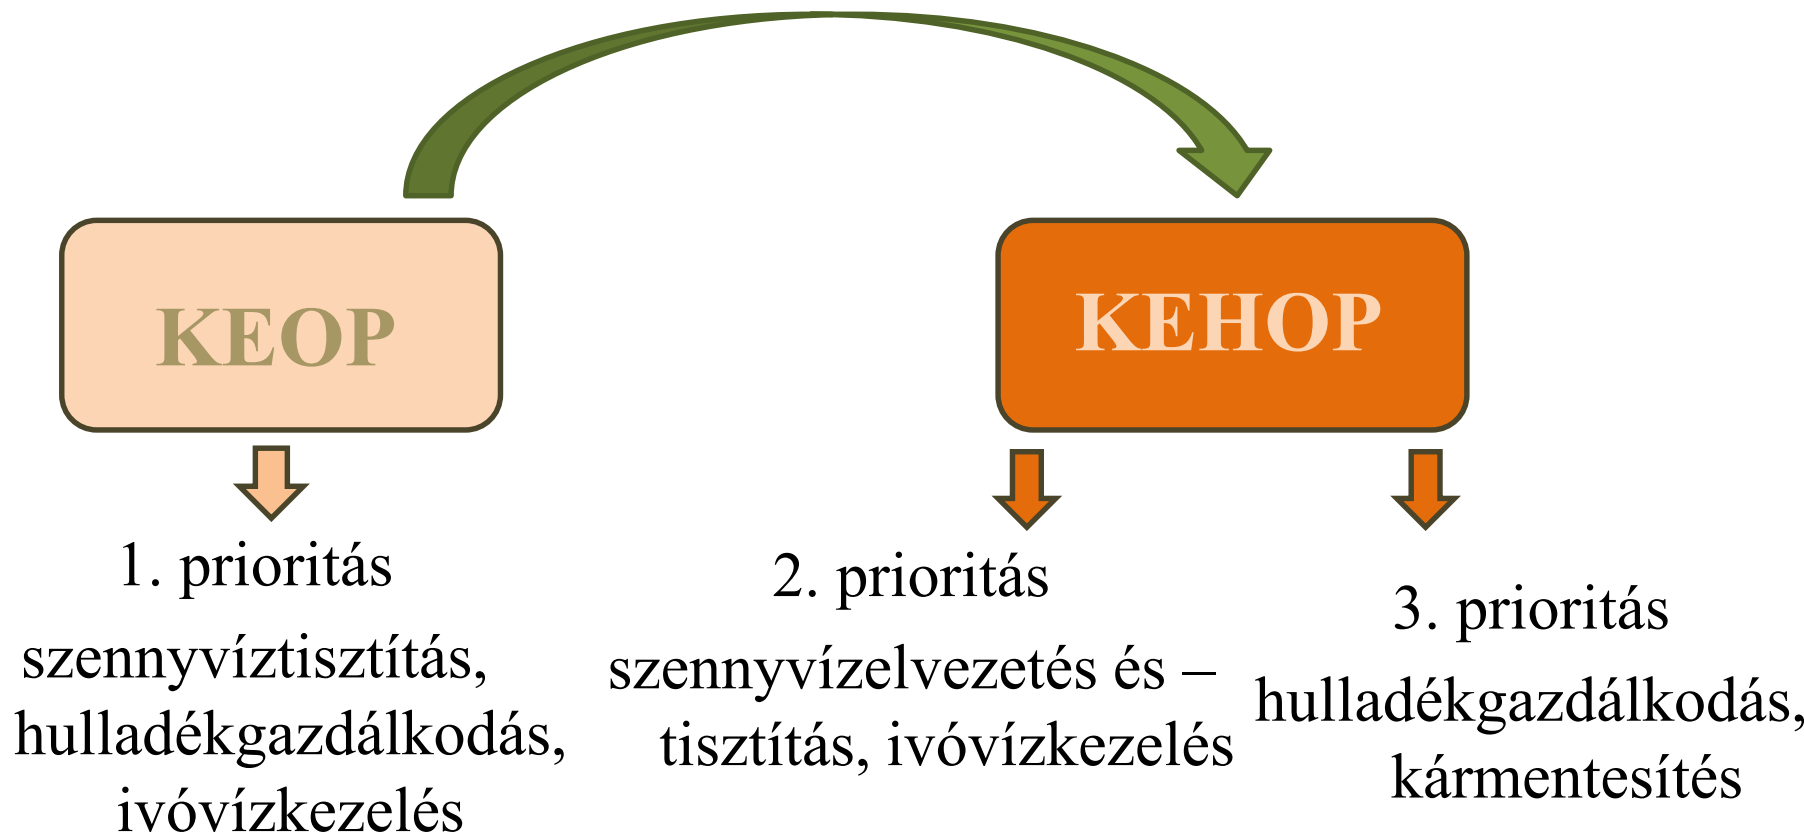 KEOP
KEHOP
1. prioritás
szennyvíztisztítás,
hulladékgazdálkodás,
ivóvízkezelés
2. prioritás
szennyvízelvezetés és –
tisztítás, ivóvízkezelés
3. prioritás
hulladékgazdálkodás,
kármentesítés